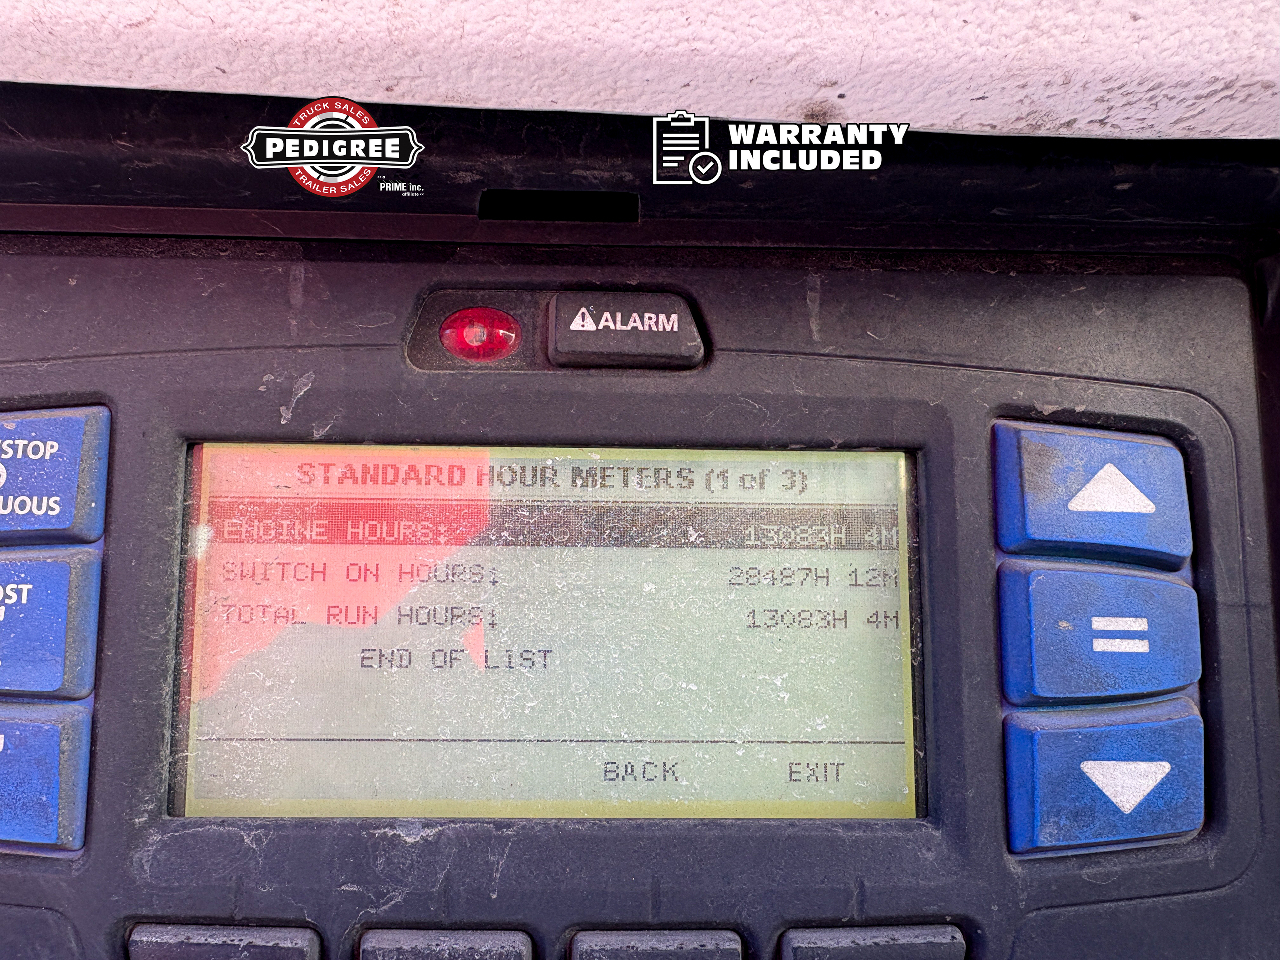 TRUCK SALES
PEDIGREE
TRAILER SALES
PRIME inc.
WARRANTY
INCLUDED
ALARM
STOP
UOUS
STANDARD HOUR METERS (1 of 3)
ENGINE HOURS: 13083H 4M
SWITCH ON HOURS: 28487H 12M
TOTAL RUN HOURS: 13083H 4M
END OF LIST
BACK EXIT